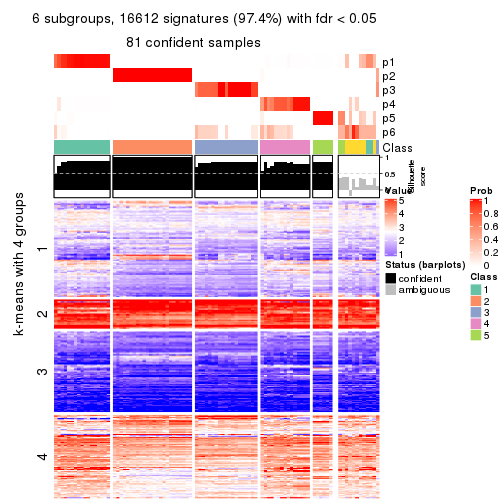 6 subgroups, 16612 signatures (97.4%) with fdr < 0.05
81 confident samples
p1
p2
p3
p4
p5
p6
Class
1
0.5
0
Silhouette
score
k-means with 4 groups
1
2
3
4
Value
5
4
3
2
1
Status (barplots)
confident
ambiguous
Prob
1
0.8
0.6
0.4
0.2
0
Class
1
2
3
4
5